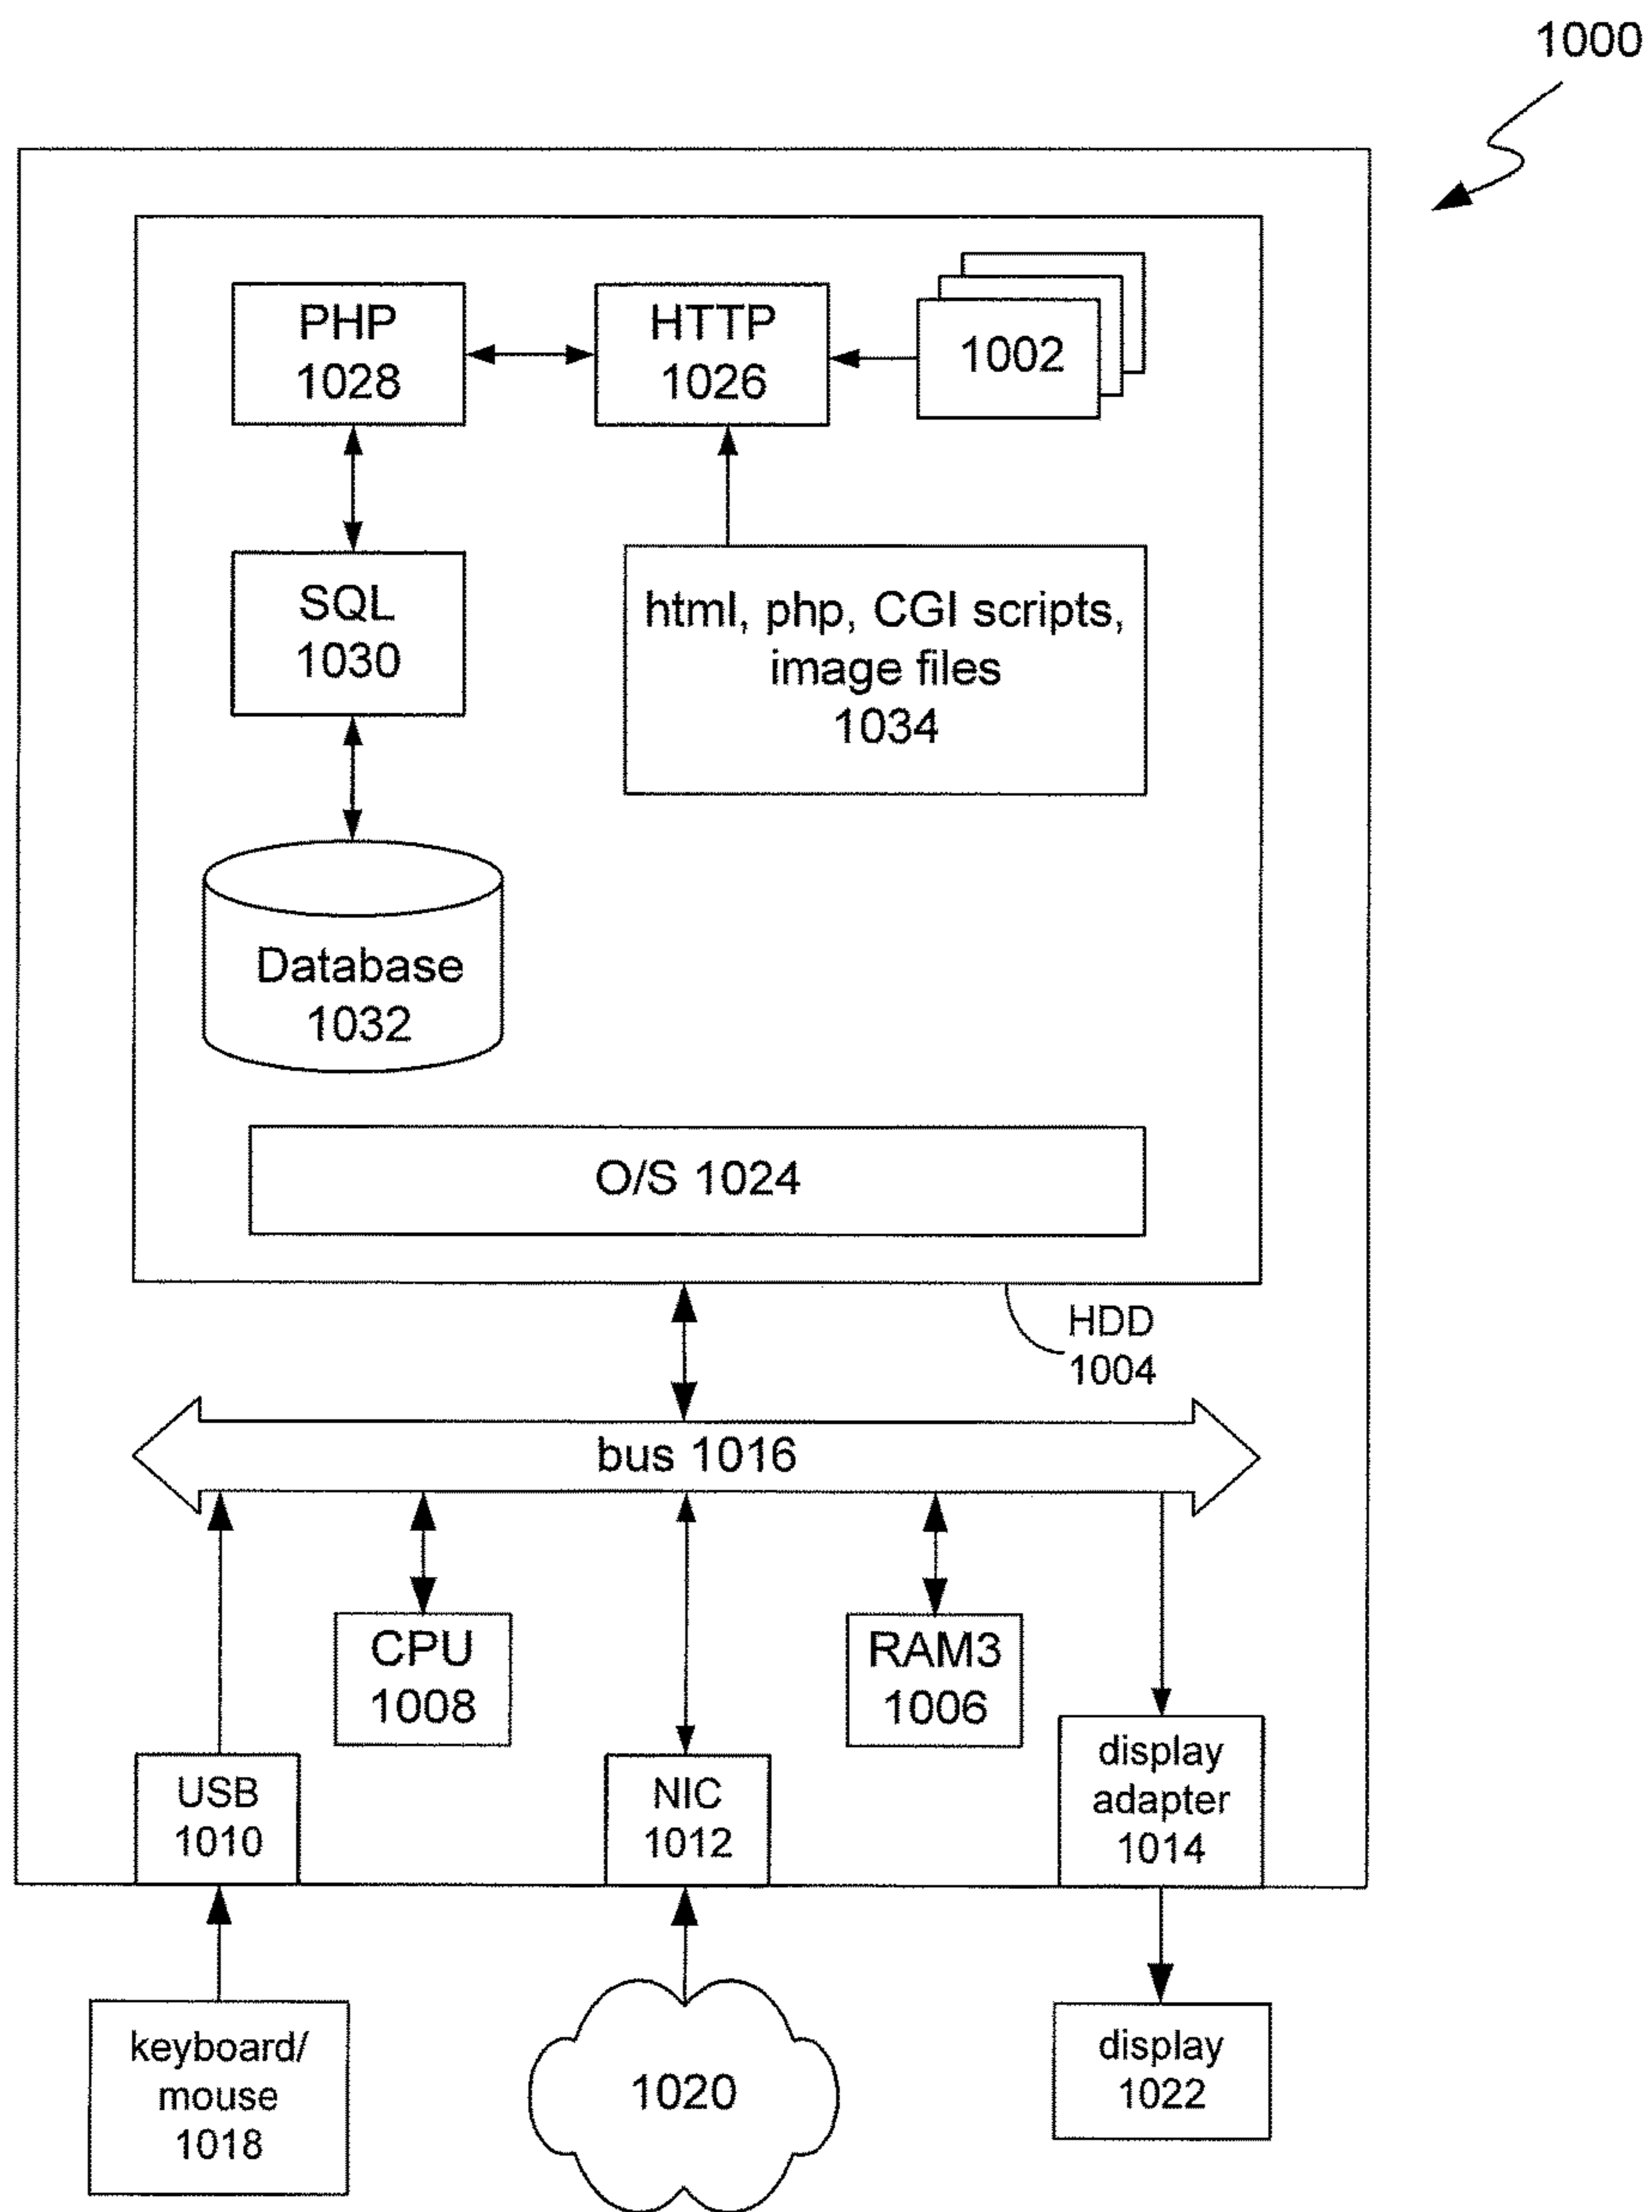 1000
PHP
1028
HTTP
1026
1002
SQL
1030
html, php, CGI scripts,
image files
1034
Database
1032
O/S 1024
HDD
1004
bus 1016
CPU
1008
RAM3
1006
USB
1010
NIC
1012
display
adapter
1014
keyboard/
mouse
1018
1020
display
1022